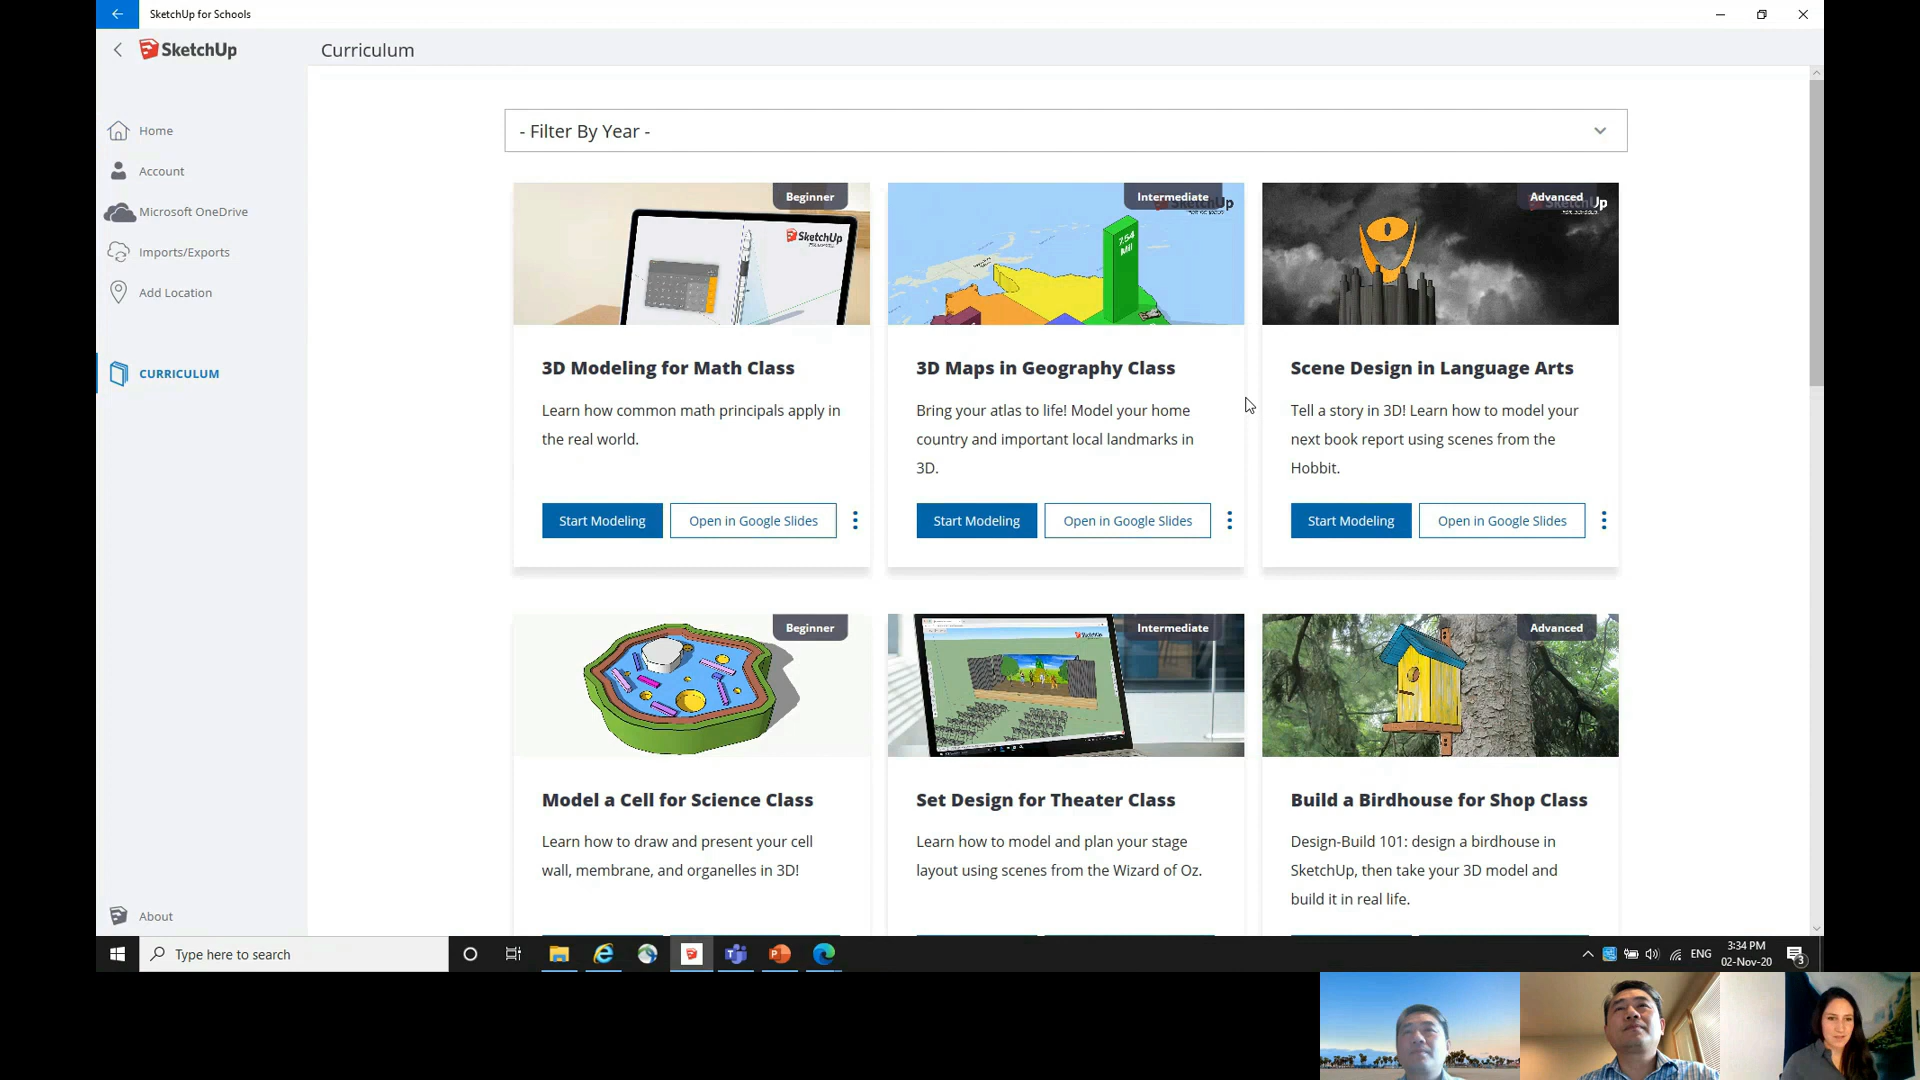 SketchUp for Schools
SketchUp
Curriculum
Home
Account
Microsoft OneDrive
Imports/Exports
Add Location
CURRICULUM
About
- Filter By Year -
Beginner
SketchUp
Intermediate
7.54
Mil
Advanced
3D Modeling for Math Class
Learn how common math principals apply in
the real world.
Start Modeling
Open in Google Slides
3D Maps in Geography Class
Bring your atlas to life! Model your home
country and important local landmarks in
3D.
Start Modeling
Open in Google Slides
Scene Design in Language Arts
Tell a story in 3D! Learn how to model your
next book report using scenes from the
Hobbit.
Start Modeling
Open in Google Slides
Beginner
Intermediate
SketchUp
Advanced
Model a Cell for Science Class
Learn how to draw and present your cell
wall, membrane, and organelles in 3D!
Set Design for Theater Class
Learn how to model and plan your stage
layout using scenes from the Wizard of Oz.
Build a Birdhouse for Shop Class
Design-Build 101: design a birdhouse in
SketchUp, then take your 3D model and
build it in real life.
Type here to search
ENG
3:34 PM
02-Nov-20
3